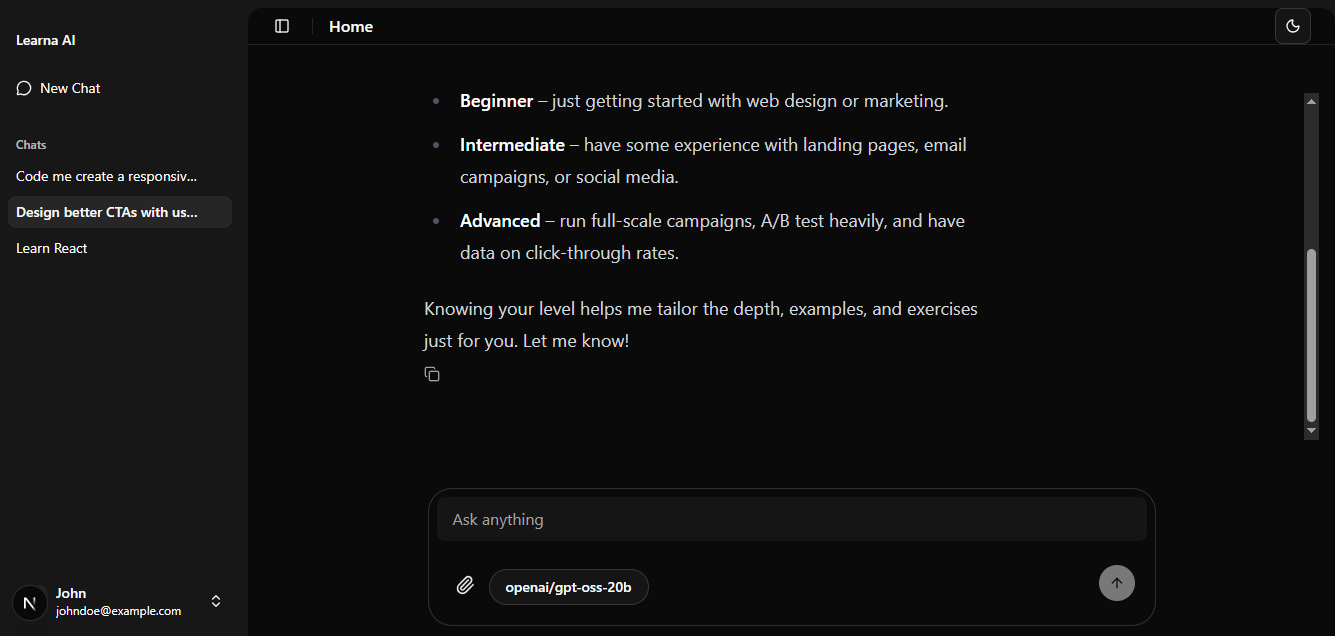 Learna AI
New Chat
Chats
Code me create a responsiv...
Design better CTAs with us...
Learn React
John
johndoe@example.com
Home
Beginner – just getting started with web design or marketing.
Intermediate – have some experience with landing pages, email
campaigns, or social media.
Advanced – run full-scale campaigns, A/B test heavily, and have
data on click-through rates.
Knowing your level helps me tailor the depth, examples, and exercises
just for you. Let me know!
Ask anything
openai/gpt-oss-20b